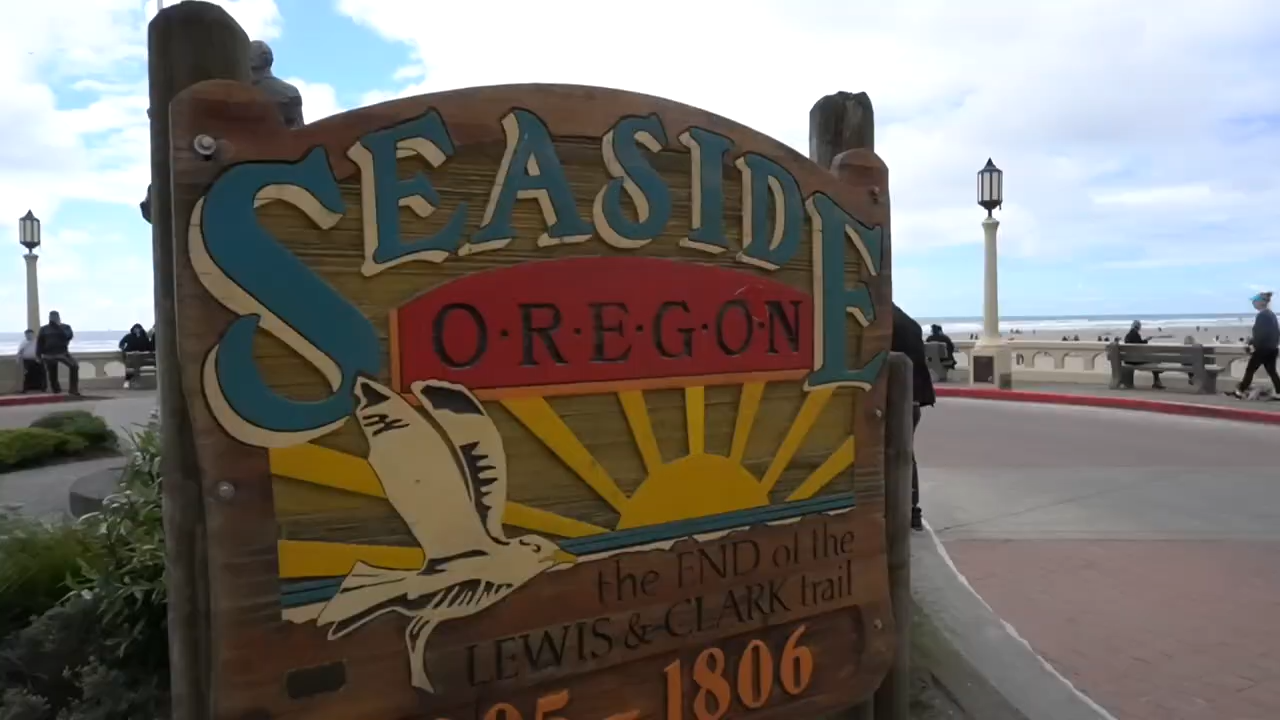 SEASIDE
O·R·E·G·O·N
the END of the
LEWIS & CLARK trail
1806